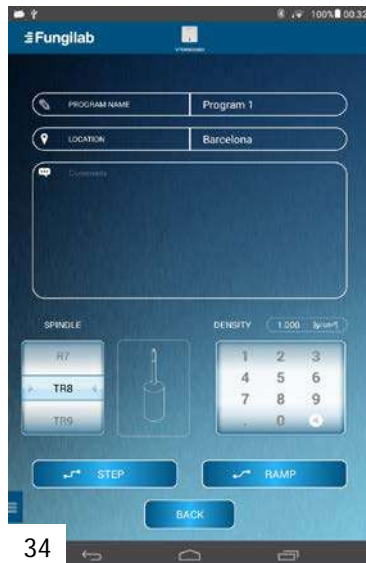 100% 00.32
Fungilab
PROGRAM NAME Program 1
LOCATION Barcelona
Comments
SPINDLE DENSITY 1.000
R7
TR8
TR9
1 2 3
4 5 6
7 8 9
. 0
STEP RAMP
BACK
34